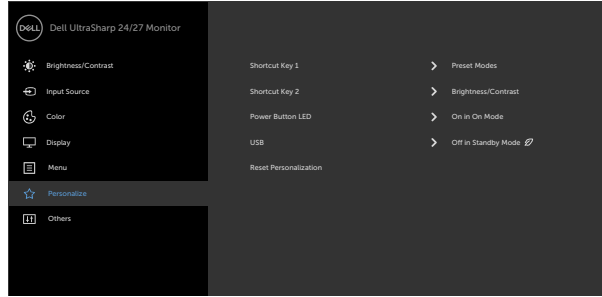 DELL Dell UltraSharp 24/27 Monitor
Brightness/Contrast Shortcut Key 1 Preset Modes
Input Source Shortcut Key 2 Brightness/Contrast
Color Power Button LED On in On Mode
Display USB Off in Standby Mode
Menu Reset Personalization
Personalize
Others